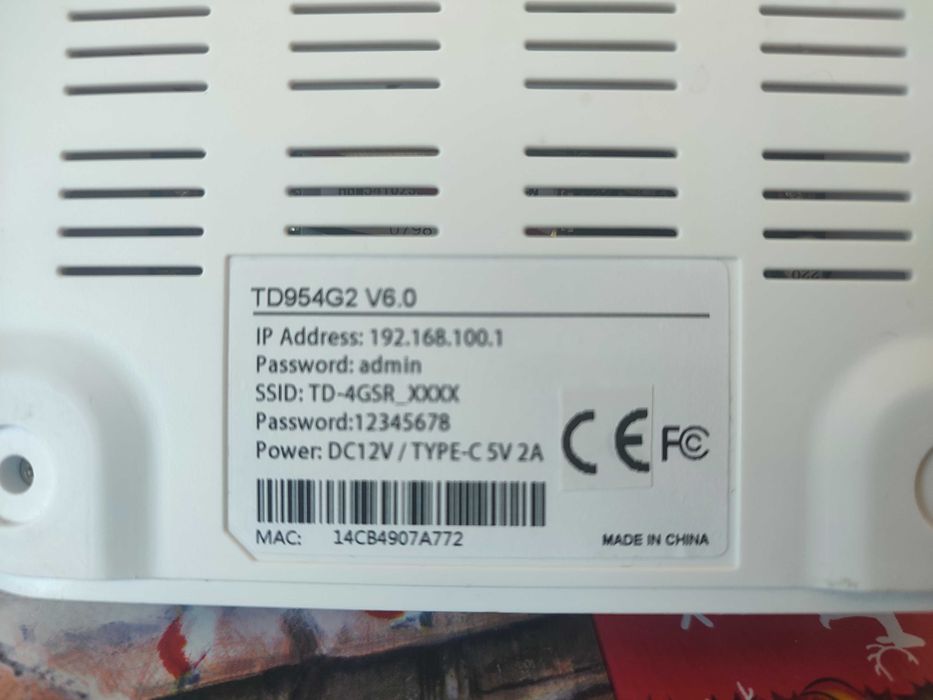 TD954G2 V6.0
IP Address: 192.168.100.1
Password: admin
SSID: TD-4GSR_XXXX
Password:12345678
Power: DC12V / TYPE-C 5V 2A
CE FC
MAC: 14CB4907A772
MADE IN CHINA